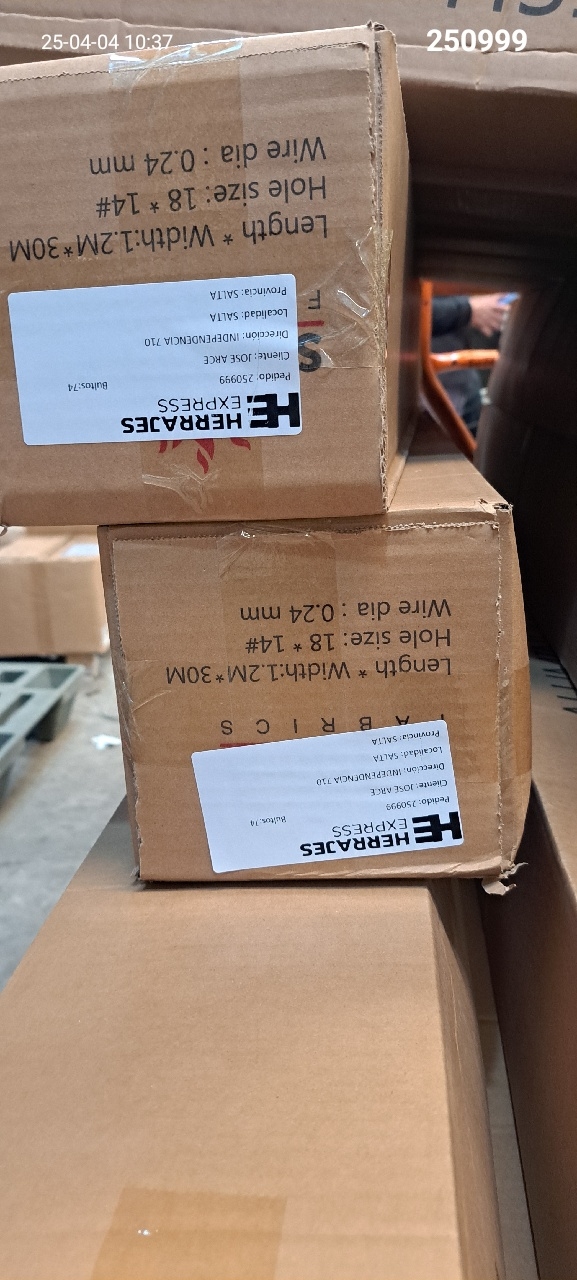 25-04-04 10:37
250999
Wire dia : 0.24 mm
Hole size: 18 * 14#
Length * Width:1.2M*30M
F
S
HE HERRAJES
EXPRESS
Pedido: 250999
Bultos:74
Cliente: JOSE ARCE
Dirección: INDEPENDENCIA 710
Localidad: SALTA
Provincia: SALTA
Wire dia : 0.24 mm
Hole size: 18 * 14#
Length * Width:1.2M*30M
FABRICS
HE HERRAJES
EXPRESS
Pedido: 250999
Bultos:74
Cliente: JOSE ARCE
Dirección: INDEPENDENCIA 710
Localidad: SALTA
Provincia: SALTA